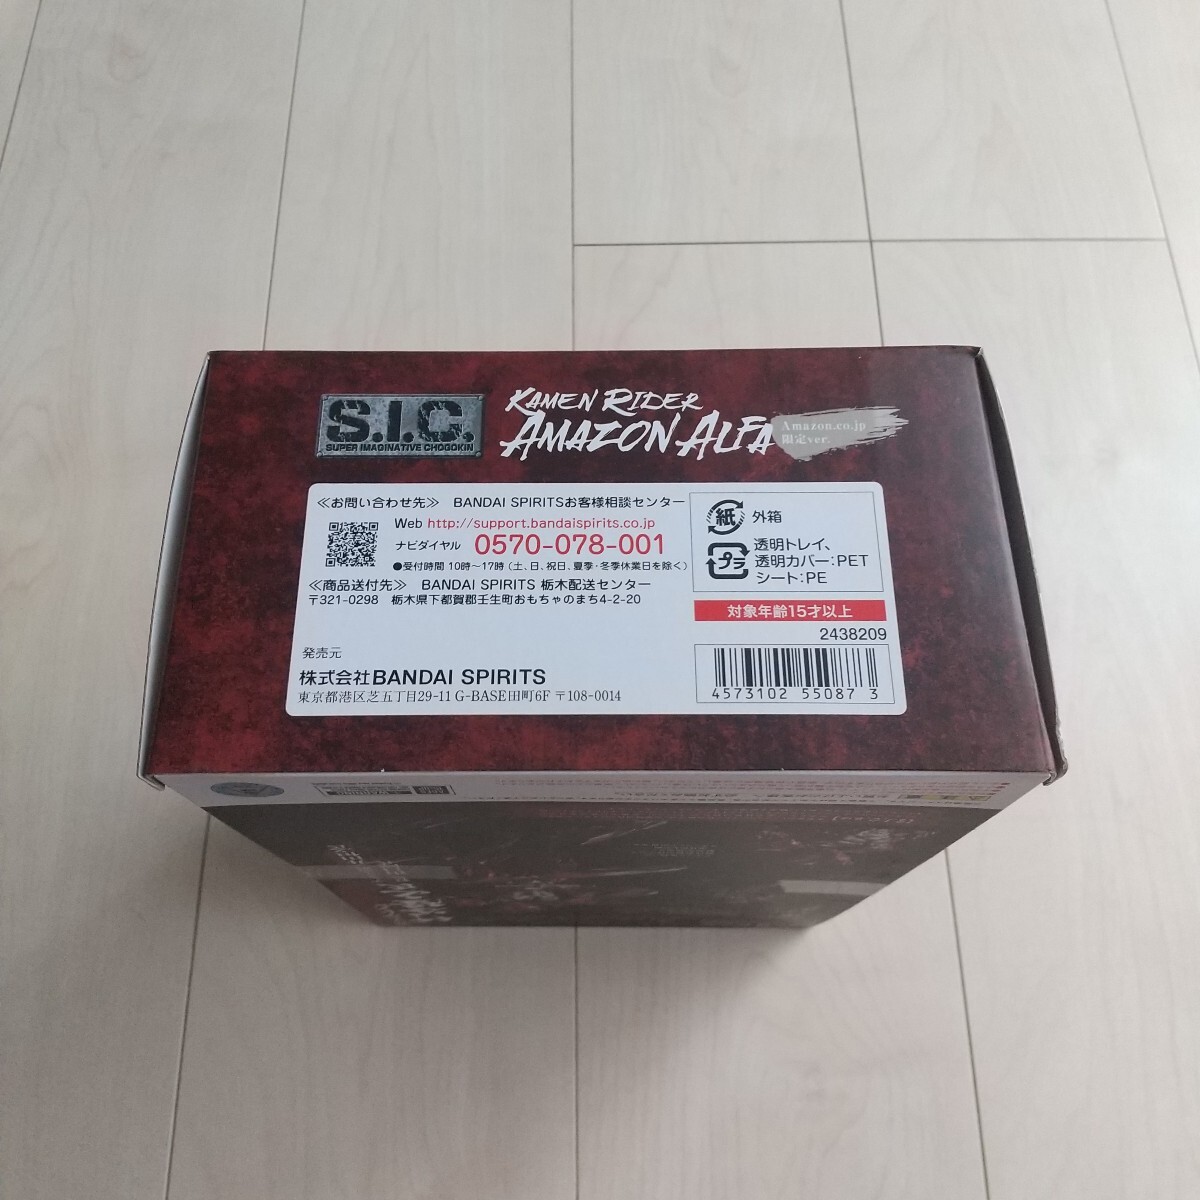 S.I.C.
SUPER IMAGINATIVE CHOGOKIN
KAMEN RIDER
AMAZON ALFA
Amazon.co.jp
限定ver.
≪お問い合わせ先≫ BANDAI SPIRITSお客様相談センター
Web http://support.bandaispirits.co.jp
ナビダイヤル 0570-078-001
●受付時間 10時～17時(土、日、祝日、夏季・冬季休業日を除く)
≪商品送付先≫ BANDAI SPIRITS 栃木配送センター
〒321-0298 栃木県下都賀郡壬生町おもちゃのまち4-2-20
発売元
株式会社BANDAI SPIRITS
東京都港区芝五丁目29-11 G-BASE田町6F 〒108-0014
紙 外箱
プラ 透明トレイ、
透明カバー:PET
シート:PE
対象年齢15才以上
2438209
4573102 55087 3